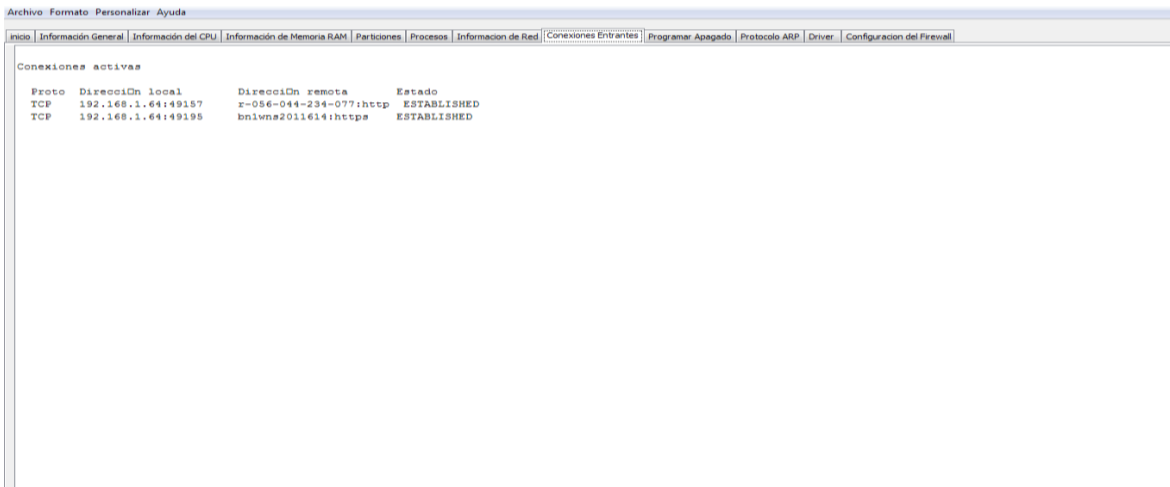 Archivo Formato Personalizar Ayuda
inicio Información General Información del CPU Información de Memoria RAM Particiones Procesos Informacion de Red Conexiones Entrantes Programar Apagado Protocolo ARP Driver Configuracion del Firewall
Conexiones activas
Proto Direcci□n local Direcci□n remota Estado
TCP 192.168.1.64:49157 r-056-044-234-077:http ESTABLISHED
TCP 192.168.1.64:49195 bn1wns2011614:https ESTABLISHED